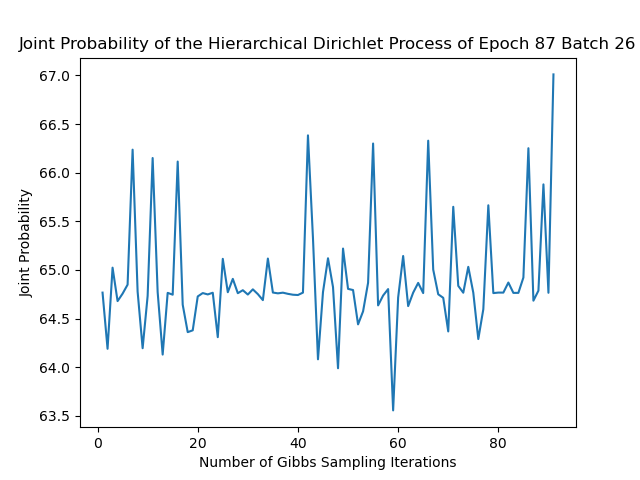 Joint Probability of the Hierarchical Dirichlet Process of Epoch 87 Batch 26
67.0
66.5
66.0
65.5
65.0
64.5
64.0
63.5
Joint Probability
0 20 40 60 80
Number of Gibbs Sampling Iterations